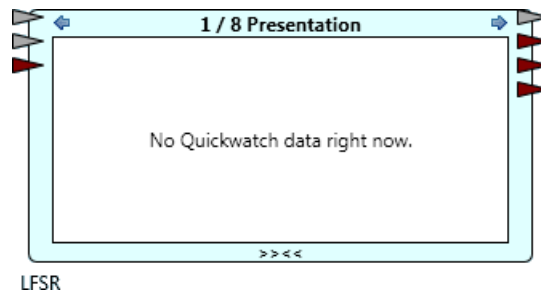 1 / 8 Presentation
No Quickwatch data right now.
>><<
LFSR